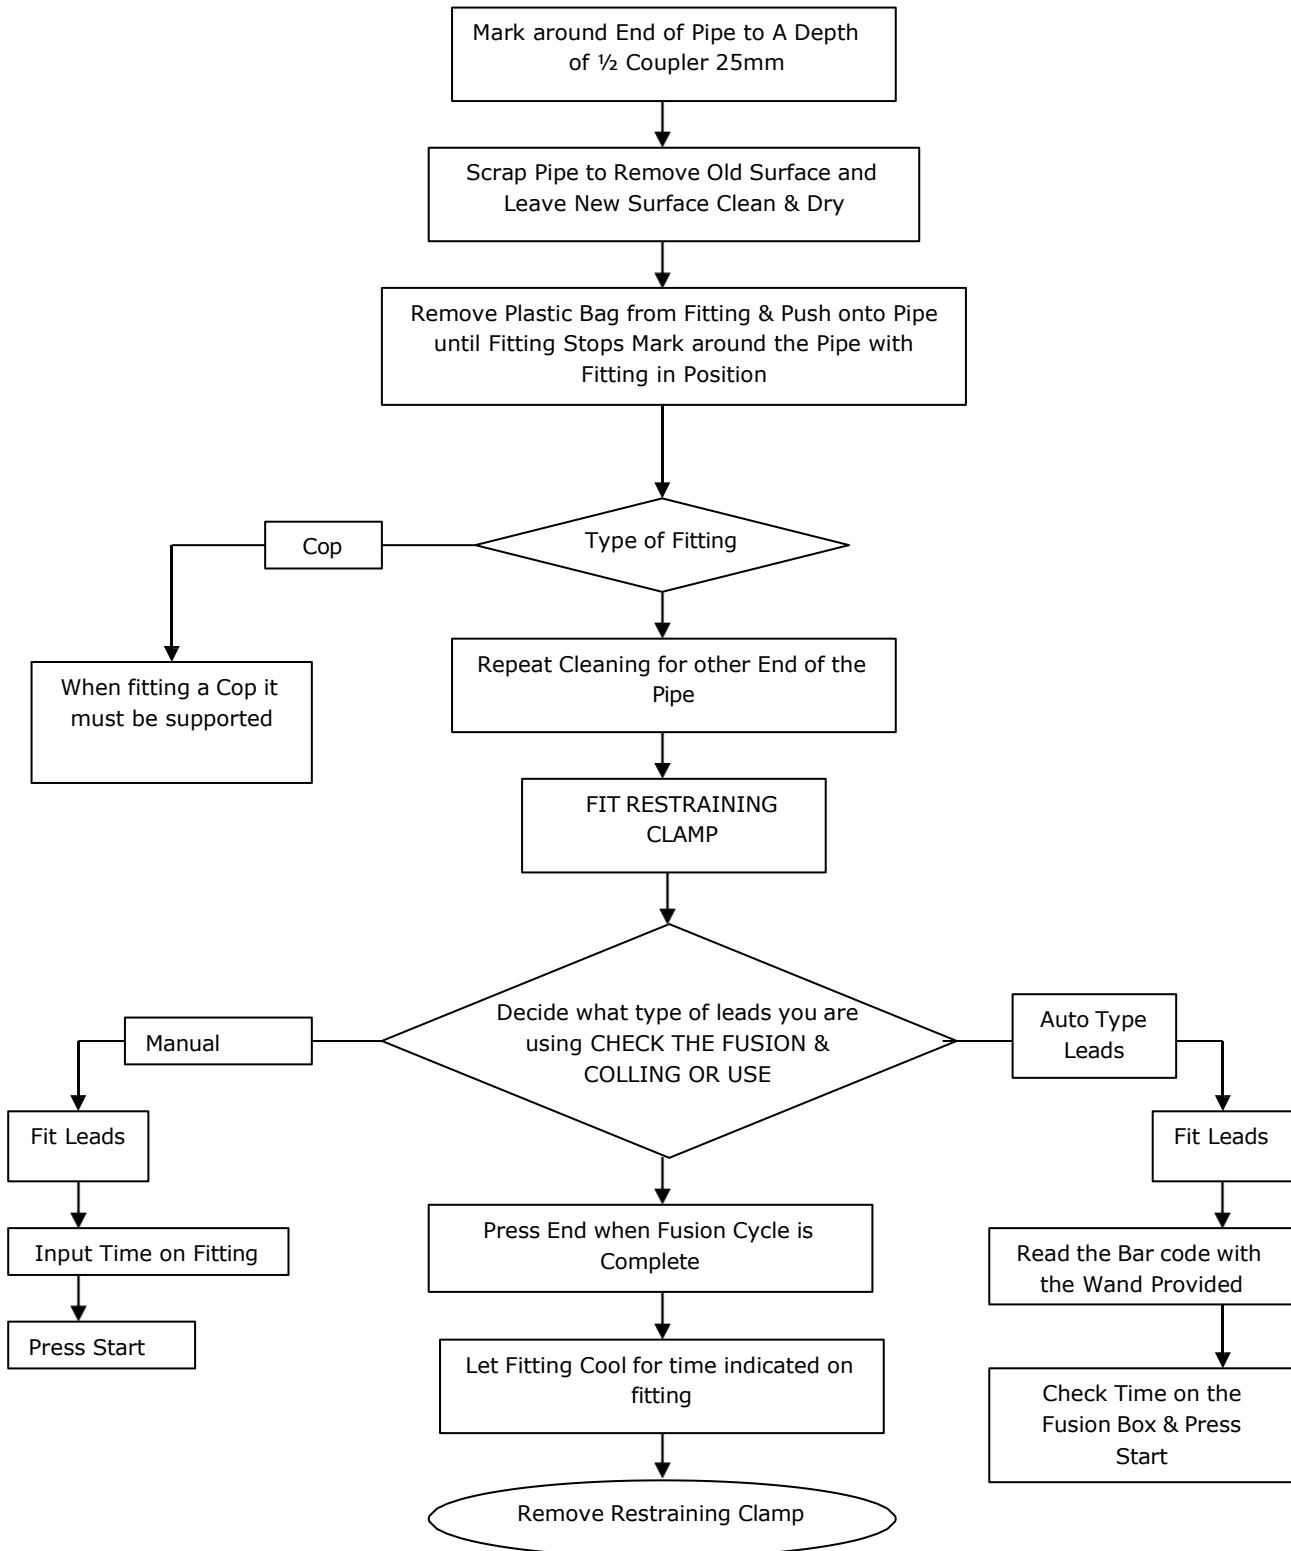 Mark around End of Pipe to A Depth
of ½ Coupler 25mm
Scrap Pipe to Remove Old Surface and
Leave New Surface Clean & Dry
Remove Plastic Bag from Fitting & Push onto Pipe
until Fitting Stops Mark around the Pipe with
Fitting in Position
Type of Fitting
Cop
When fitting a Cop it
must be supported
Repeat Cleaning for other End of the
Pipe
FIT RESTRAINING
CLAMP
Decide what type of leads you are
using CHECK THE FUSION &
COLLING OR USE
Manual
Fit Leads
Input Time on Fitting
Press Start
Auto Type
Leads
Fit Leads
Read the Bar code with
the Wand Provided
Check Time on the
Fusion Box & Press
Start
Press End when Fusion Cycle is
Complete
Let Fitting Cool for time indicated on
fitting
Remove Restraining Clamp